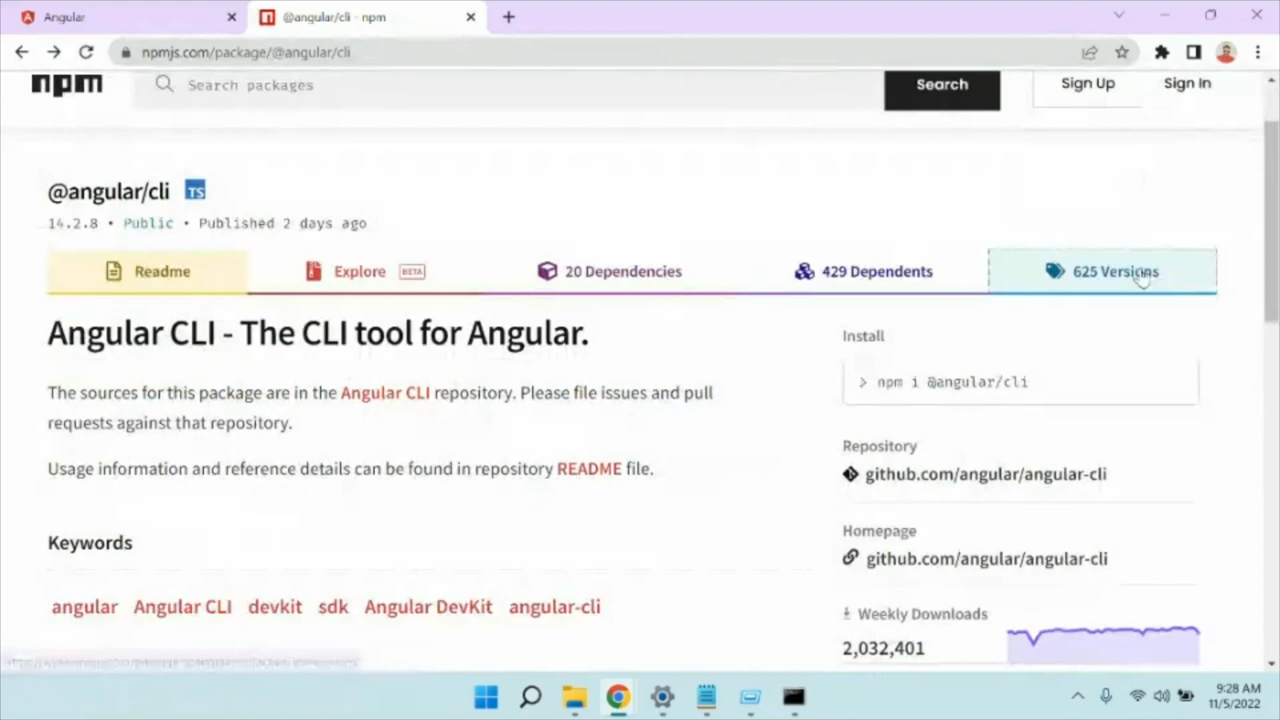 Angular
@angular/cli - npm
npmjs.com/package/@angular/cli
npm
Search packages
Search
Sign Up
Sign In
@angular/cli
TS
14.2.8 • Public • Published 2 days ago
Readme
Explore BETA
20 Dependencies
429 Dependents
625 Versions
Angular CLI - The CLI tool for Angular.
The sources for this package are in the Angular CLI repository. Please file issues and pull
requests against that repository.
Usage information and reference details can be found in repository README file.
Keywords
angular Angular CLI devkit sdk Angular DevKit angular-cli
Install
> npm i @angular/cli
Repository
github.com/angular/angular-cli
Homepage
github.com/angular/angular-cli
Weekly Downloads
2,032,401
9:28 AM
11/5/2022